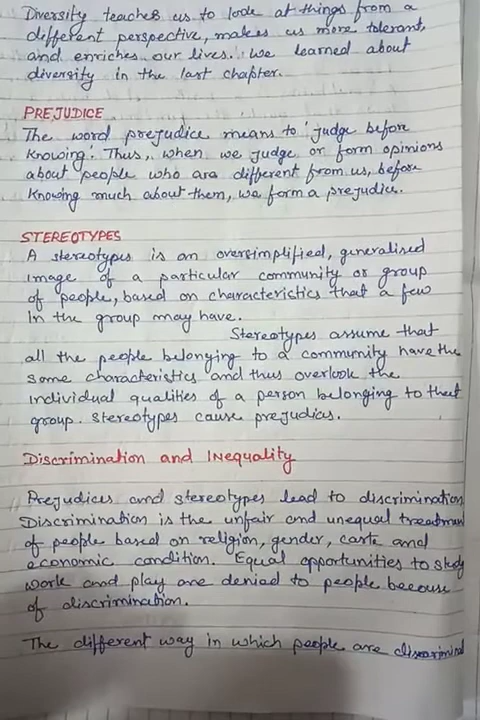 Diversity teaches us to look at things from a
different perspective, makes us more tolerant,
and enriches our lives. We learned about
diversity in the last chapter.
PREJUDICE
The word prejudice means to 'judge before
knowing'. Thus, when we judge or form opinions
about people who are different from us, before
knowing much about them, we form a prejudice.
STEREOTYPES
A stereotypes is an oversimplified, generalised
image of a particular community or group
of people, based on characteristics that a few
in the group may have.
Stereotypes assume that
all the people belonging to a community have the
same characteristics and thus overlook the
individual qualities of a person belonging to that
group. Stereotypes cause prejudices.
Discrimination and INequality
Prejudices and stereotypes lead to discrimination
Discrimination is the unfair and unequal treatment
of people based on religion, gender, caste and
economic condition. Equal opportunities to study
work and play are denied to people because
of discrimination.
The different way in which people are discriminat